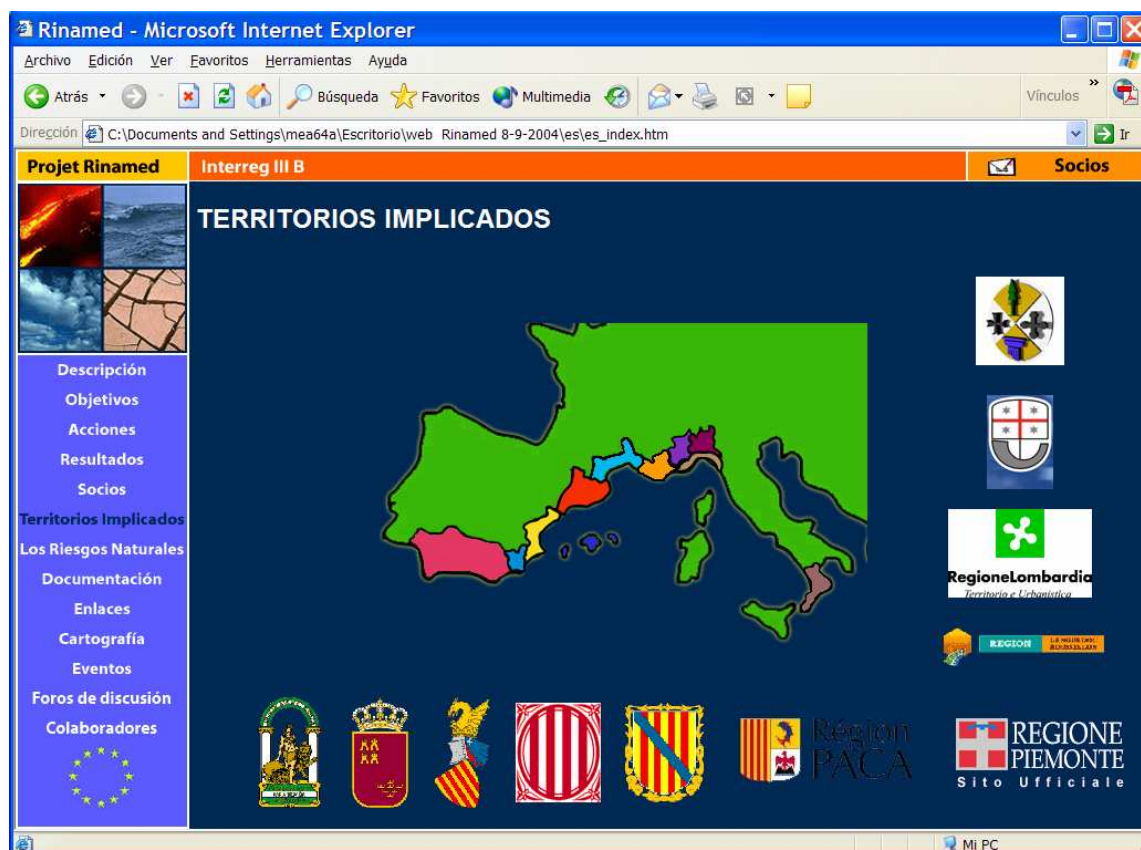 Rinamed - Microsoft Internet Explorer
Archivo Edición Ver Favoritos Herramientas Ayuda
Atrás Búsqueda Favoritos Multimedia Vínculos »
Dirección C:\Documents and Settings\mea64a\Escritorio\web Rinamed 8-9-2004\es\es_index.htm Ir
Projet Rinamed Interreg III B Socios
TERRITORIOS IMPLICADOS
Descripción
Objetivos
Acciones
Resultados
Socios
Territorios Implicados
Los Riesgos Naturales
Documentación
Enlaces
Cartografía
Eventos
Foros de discusión
Colaboradores
RegioneLombardia
Territorio e Urbanistica
REGION
Région
PACA
REGIONE
PIEMONTE
Sito Ufficiale
Mi PC